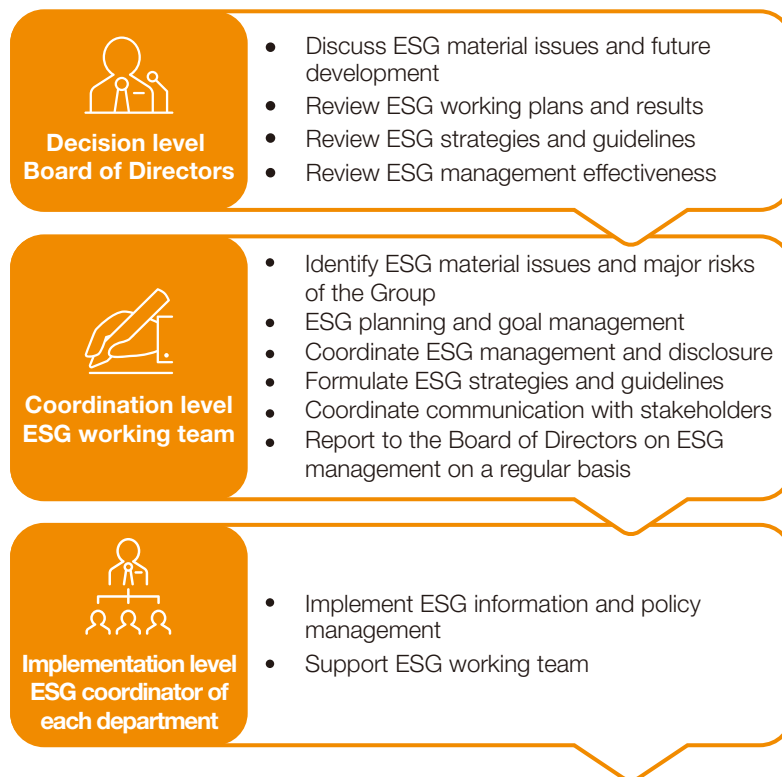 Decision level
Board of Directors
• Discuss ESG material issues and future
development
• Review ESG working plans and results
• Review ESG strategies and guidelines
• Review ESG management effectiveness
Coordination level
ESG working team
• Identify ESG material issues and major risks
of the Group
• ESG planning and goal management
• Coordinate ESG management and disclosure
• Formulate ESG strategies and guidelines
• Coordinate communication with stakeholders
• Report to the Board of Directors on ESG
management on a regular basis
Implementation level
ESG coordinator of
each department
• Implement ESG information and policy
management
• Support ESG working team